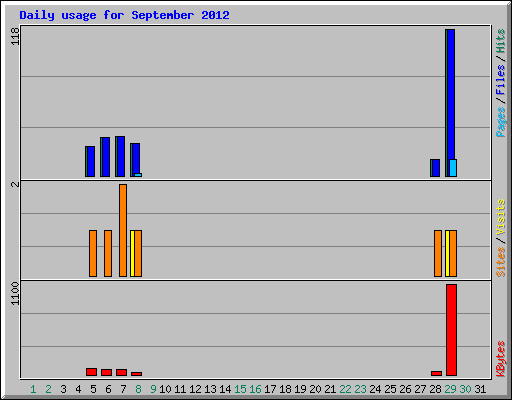 Daily usage for September 2012
118
Pages/Files/Hits
2
Sites/Visits
1100
KBytes
1 2 3 4 5 6 7 8 9 10 11 12 13 14 15 16 17 18 19 20 21 22 23 24 25 26 27 28 29 30 31